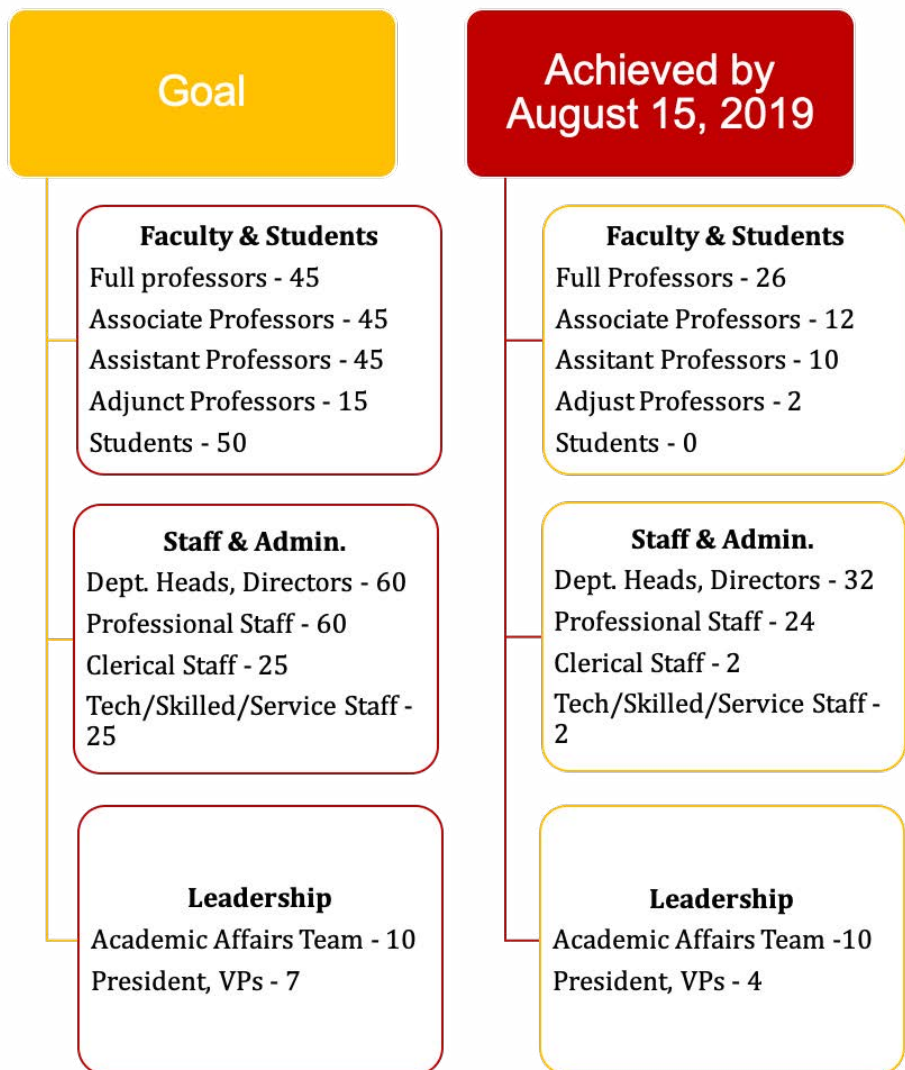 Goal
Faculty & Students
Full professors - 45
Associate Professors - 45
Assistant Professors - 45
Adjunct Professors - 15
Students - 50
Staff & Admin.
Dept. Heads, Directors - 60
Professional Staff - 60
Clerical Staff - 25
Tech/Skilled/Service Staff -
25
Leadership
Academic Affairs Team - 10
President, VPs - 7
Achieved by
August 15, 2019
Faculty & Students
Full Professors - 26
Associate Professors - 12
Assitant Professors - 10
Adjust Professors - 2
Students - 0
Staff & Admin.
Dept. Heads, Directors - 32
Professional Staff - 24
Clerical Staff - 2
Tech/Skilled/Service Staff -
2
Leadership
Academic Affairs Team -10
President, VPs - 4